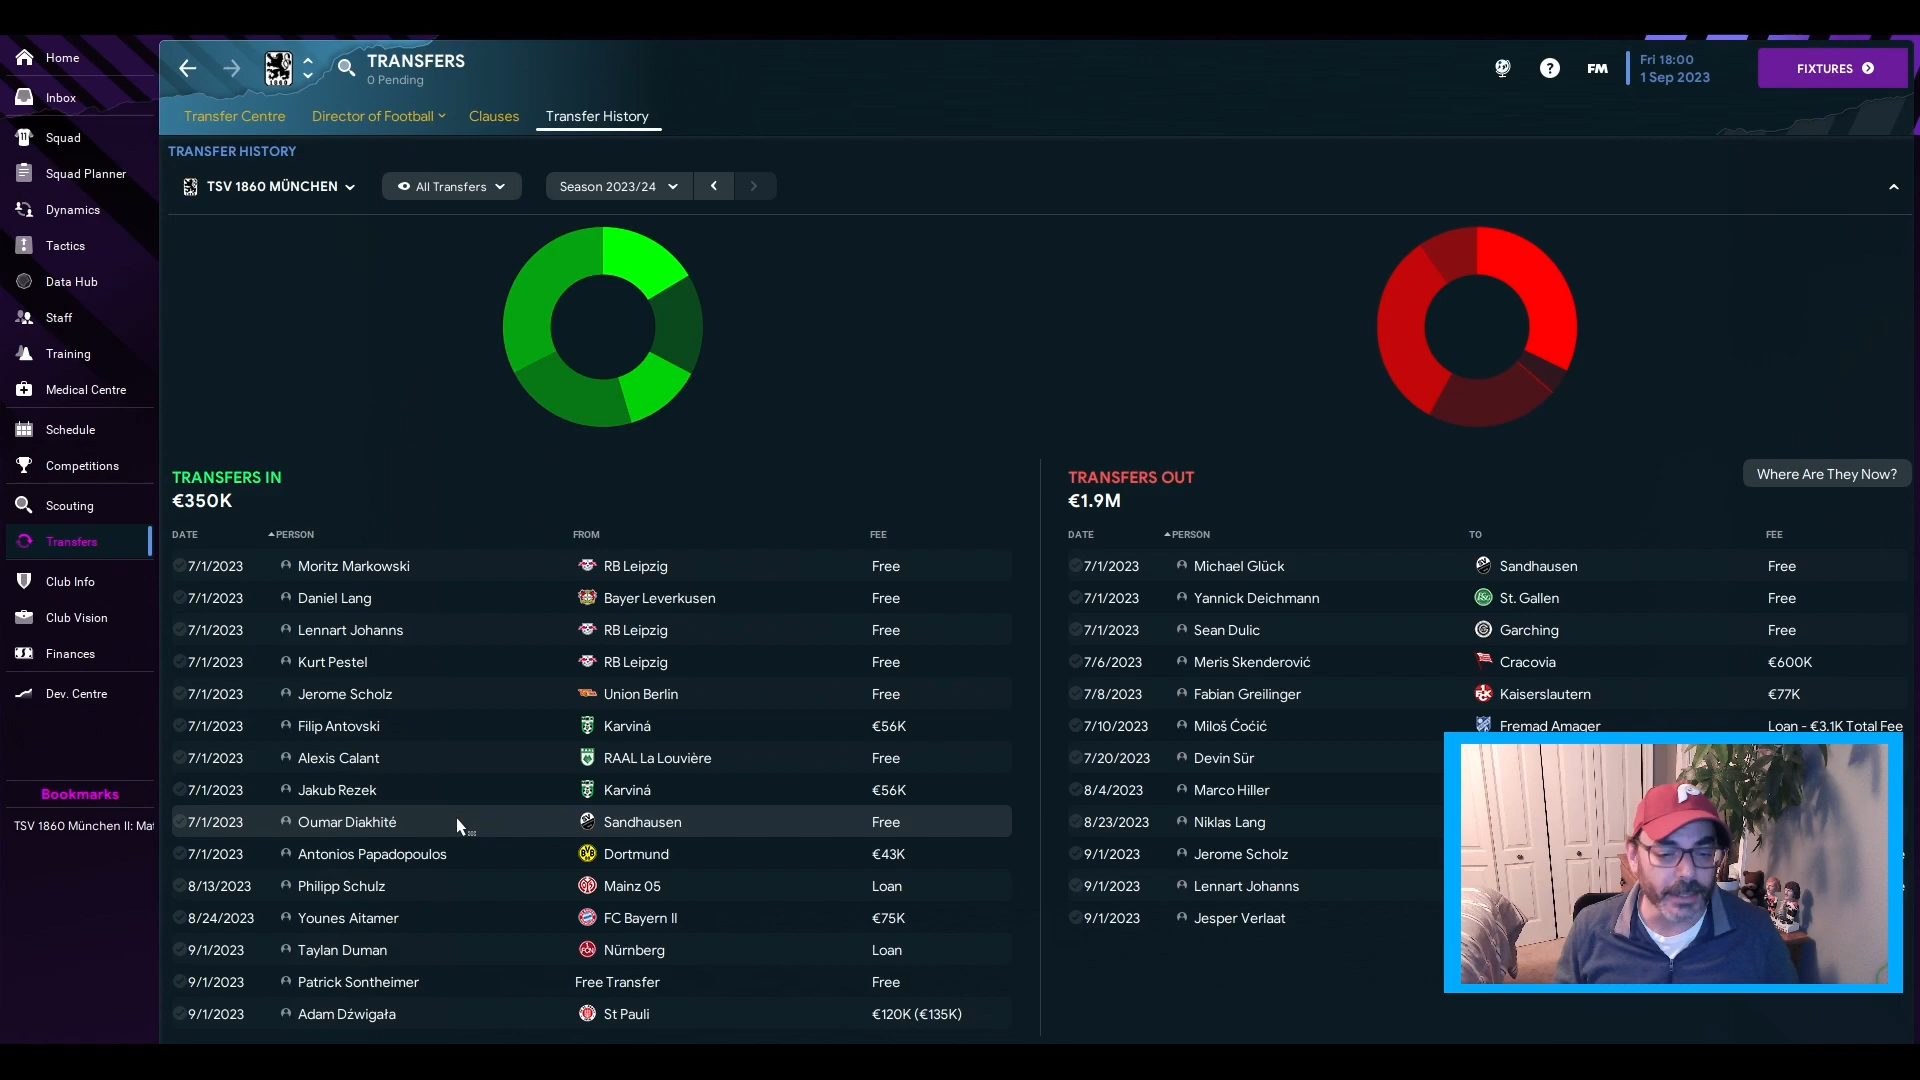 Home
Inbox
Squad
Squad Planner
Dynamics
Tactics
Data Hub
Staff
Training
Medical Centre
Schedule
Competitions
Scouting
Transfers
Club Info
Club Vision
Finances
Dev. Centre
Bookmarks
TSV 1860 München II: Mat
TRANSFERS
0 Pending
FM
Fri 18:00
1 Sep 2023
FIXTURES
Transfer Centre
Director of Football
Clauses
Transfer History
TRANSFER HISTORY
TSV 1860 MÜNCHEN
All Transfers
Season 2023/24
TRANSFERS IN
€350K
DATE PERSON FROM FEE
7/1/2023 Moritz Markowski RB Leipzig Free
7/1/2023 Daniel Lang Bayer Leverkusen Free
7/1/2023 Lennart Johanns RB Leipzig Free
7/1/2023 Kurt Pestel RB Leipzig Free
7/1/2023 Jerome Scholz Union Berlin Free
7/1/2023 Filip Antovski Karviná €56K
7/1/2023 Alexis Calant RAAL La Louvière Free
7/1/2023 Jakub Rezek Karviná €56K
7/1/2023 Oumar Diakhité Sandhausen Free
7/1/2023 Antonios Papadopoulos Dortmund €43K
8/13/2023 Philipp Schulz Mainz 05 Loan
8/24/2023 Younes Aitamer FC Bayern II €75K
9/1/2023 Taylan Duman Nürnberg Loan
9/1/2023 Patrick Sontheimer Free Transfer Free
9/1/2023 Adam Dźwigała St Pauli €120K (€135K)
TRANSFERS OUT
€1.9M
Where Are They Now?
DATE PERSON TO FEE
7/1/2023 Michael Glück Sandhausen Free
7/1/2023 Yannick Deichmann St. Gallen Free
7/1/2023 Sean Dulic Garching Free
7/6/2023 Meris Skenderović Cracovia €600K
7/8/2023 Fabian Greilinger Kaiserslautern €77K
7/10/2023 Miloš Ćoćić Fremad Amager Loan - €3.1K Total Fee
7/20/2023 Devin Sür
8/4/2023 Marco Hiller
8/23/2023 Niklas Lang
9/1/2023 Jerome Scholz
9/1/2023 Lennart Johanns
9/1/2023 Jesper Verlaat